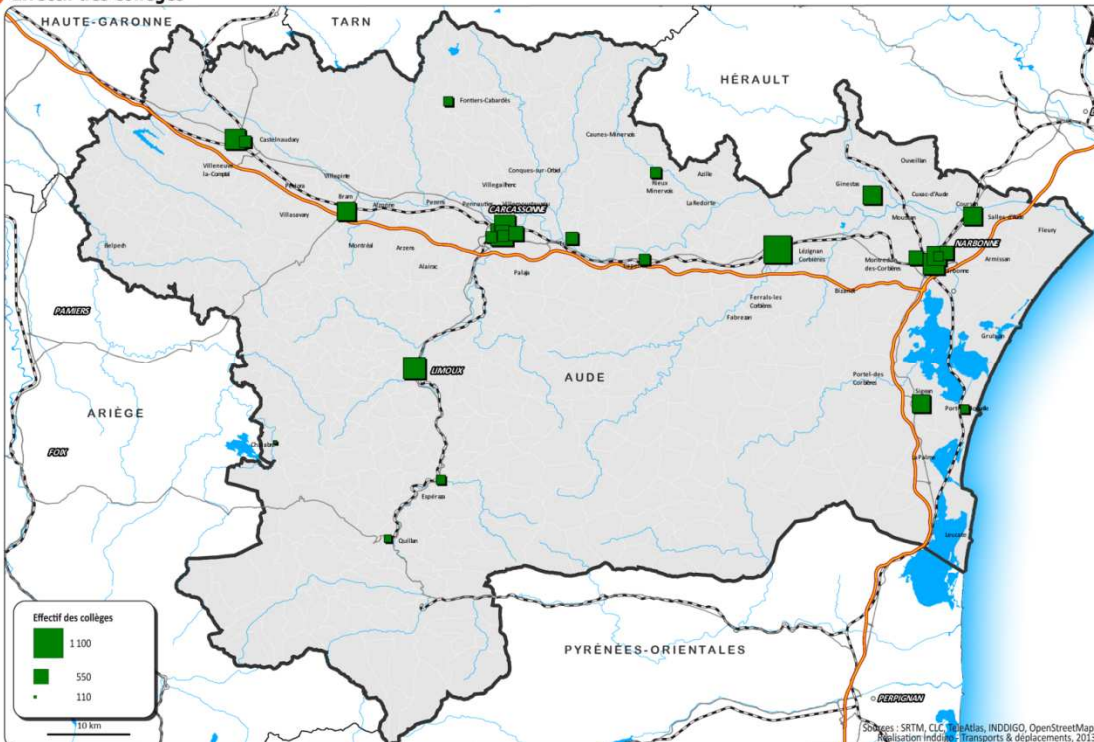 HAUTE-GARONNE
TARN
HÉRAULT
Fontiers-Cabardès
Castelnaudary
Caunes-Minervois
Villeneuve
la-Comptal
Villepinte
Pexiora
Bram
Alzonne
Pezens
Pennautier
Conques-sur-Orbiel
Villegailhenc
Villemoustaussou
Rieux
Minervois
Azille
La Redorte
Ouveillan
Ginestas
Cuxac-d'Aude
Moussan
Coursan
Salles-d'Aude
Fleury
Villasavary
CARCASSONNE
NARBONNE
Belpech
Montréal
Arzens
Alairac
Palaja
Lézignan
Corbières
Montredon
des-Corbières
Armissan
Bizanet
Ferrals-les
Corbières
Fabrezan
PAMIERS
Gruissan
LIMOUX
AUDE
Portel-des
Corbières
Sigean
Port-la-Nouvelle
ARIÈGE
FOIX
Chalabre
La Palme
Espéraza
Quillan
Leucate
Effectif des collèges
1 100
550
110
10 km
PYRÉNÉES-ORIENTALES
PERPIGNAN
Sources : SRTM, CLC, TeleAtlas, INDDIGO, OpenStreetMap
Réalisation Inddigo - Transports & déplacements, 2013